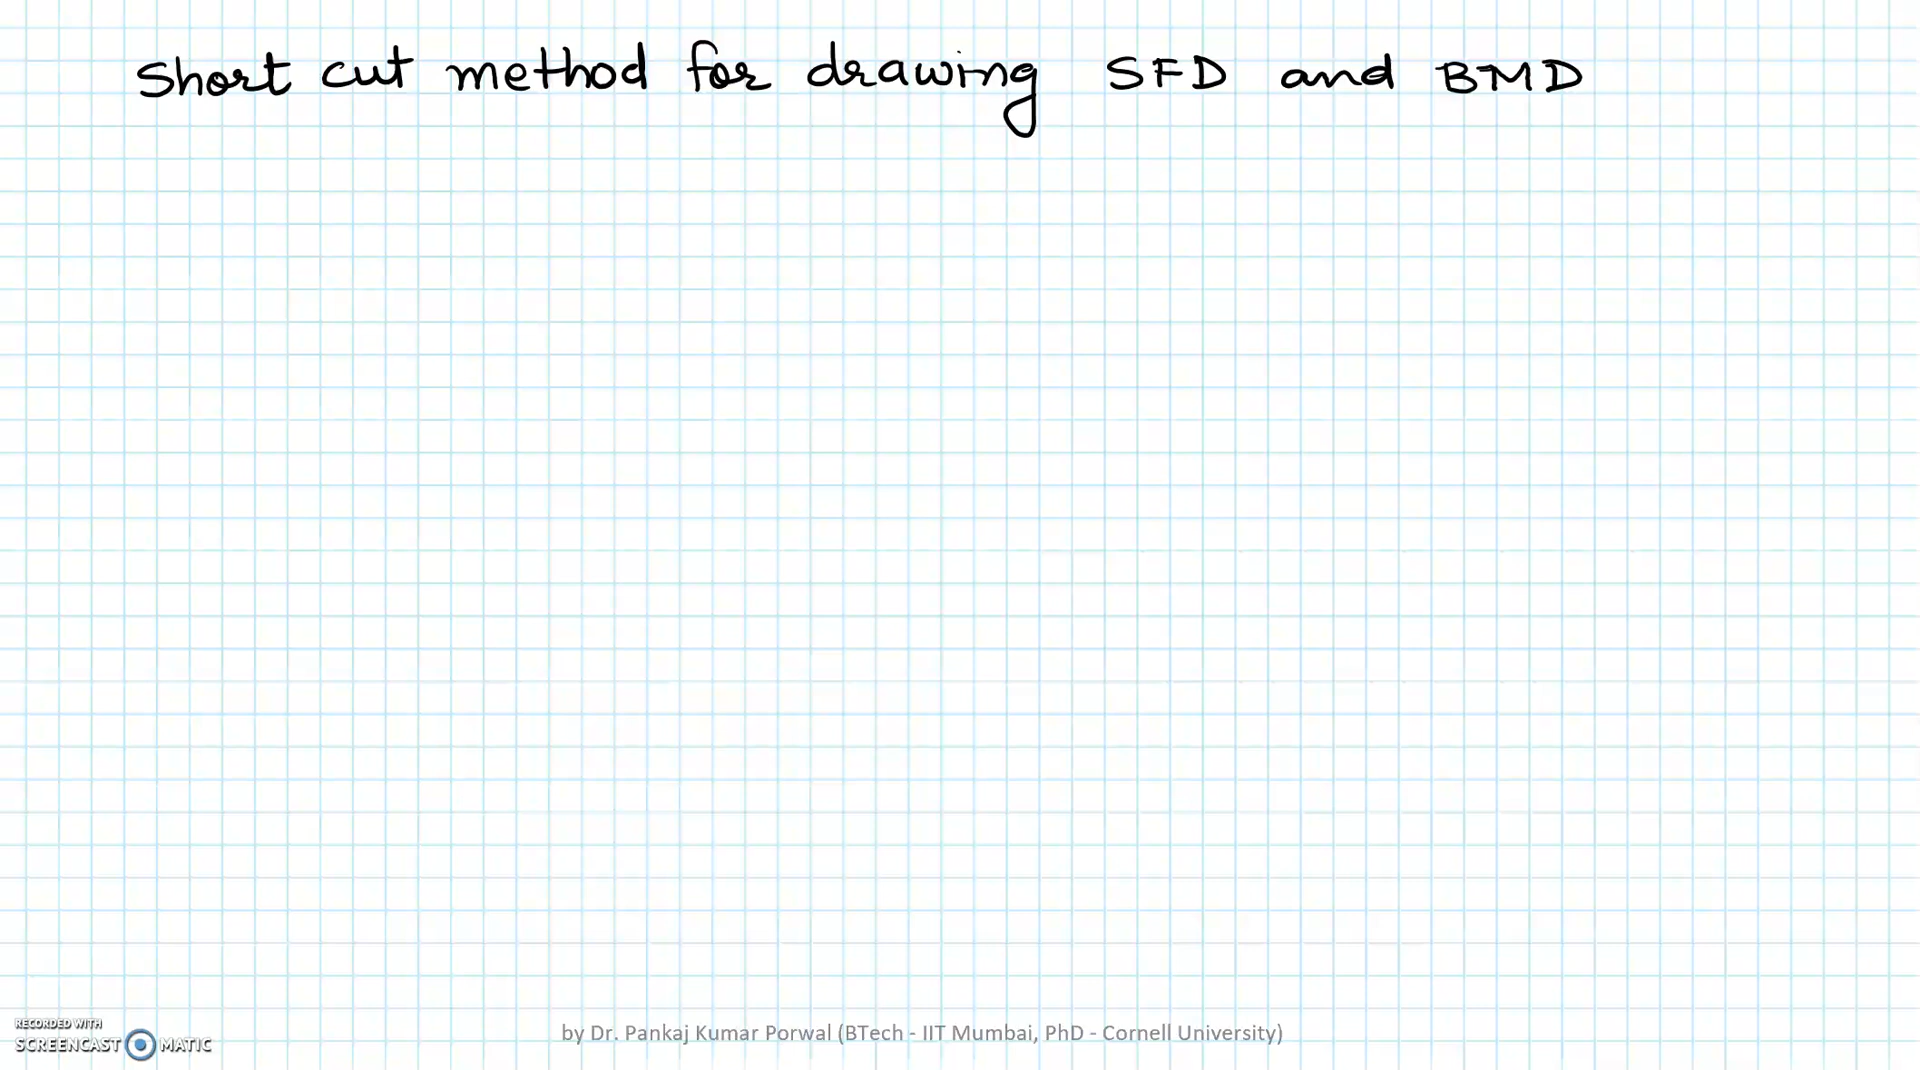 Short cut method for drawing SFD and BMD
RECORDED WITH
SCREENCAST MATIC
by Dr. Pankaj Kumar Porwal (BTech - IIT Mumbai, PhD - Cornell University)